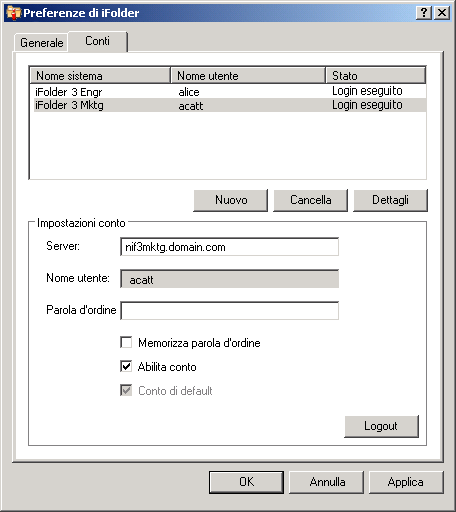 Preferenze di iFolder
Generale Conti
Nome sistema Nome utente Stato
iFolder 3 Engr alice Login eseguito
iFolder 3 Mktg acatt Login eseguito
Nuovo Cancella Dettagli
Impostazioni conto
Server: nif3mktg.domain.com
Nome utente: acatt
Parola d'ordine
Memorizza parola d'ordine
Abilita conto
Conto di default
Logout
OK Annulla Applica